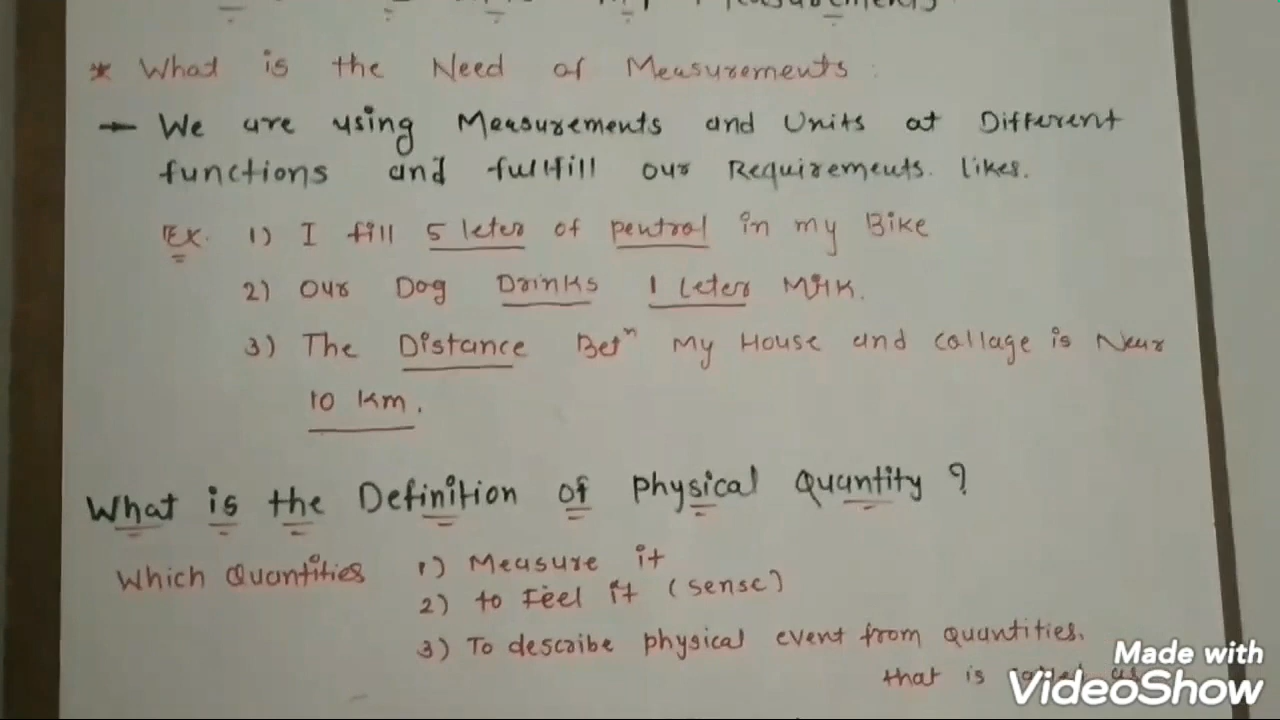 Measurements
* What is the Need of Measurements :
– We are using Measurements and Units at Different
functions and fullfill our Requirements. likes.
Ex. 1) I fill 5 leter of pentrol in my Bike
2) Our Dog Drinks 1 Leter Milk.
3) The Distance Betⁿ My House and collage is Near
10 Km.
What is the Definition of physical Quantity ?
Which Quantities 1) Measure it
2) to Feel it (sense)
3) To describe physical event from quantities.
that is called as
Made with
VideoShow